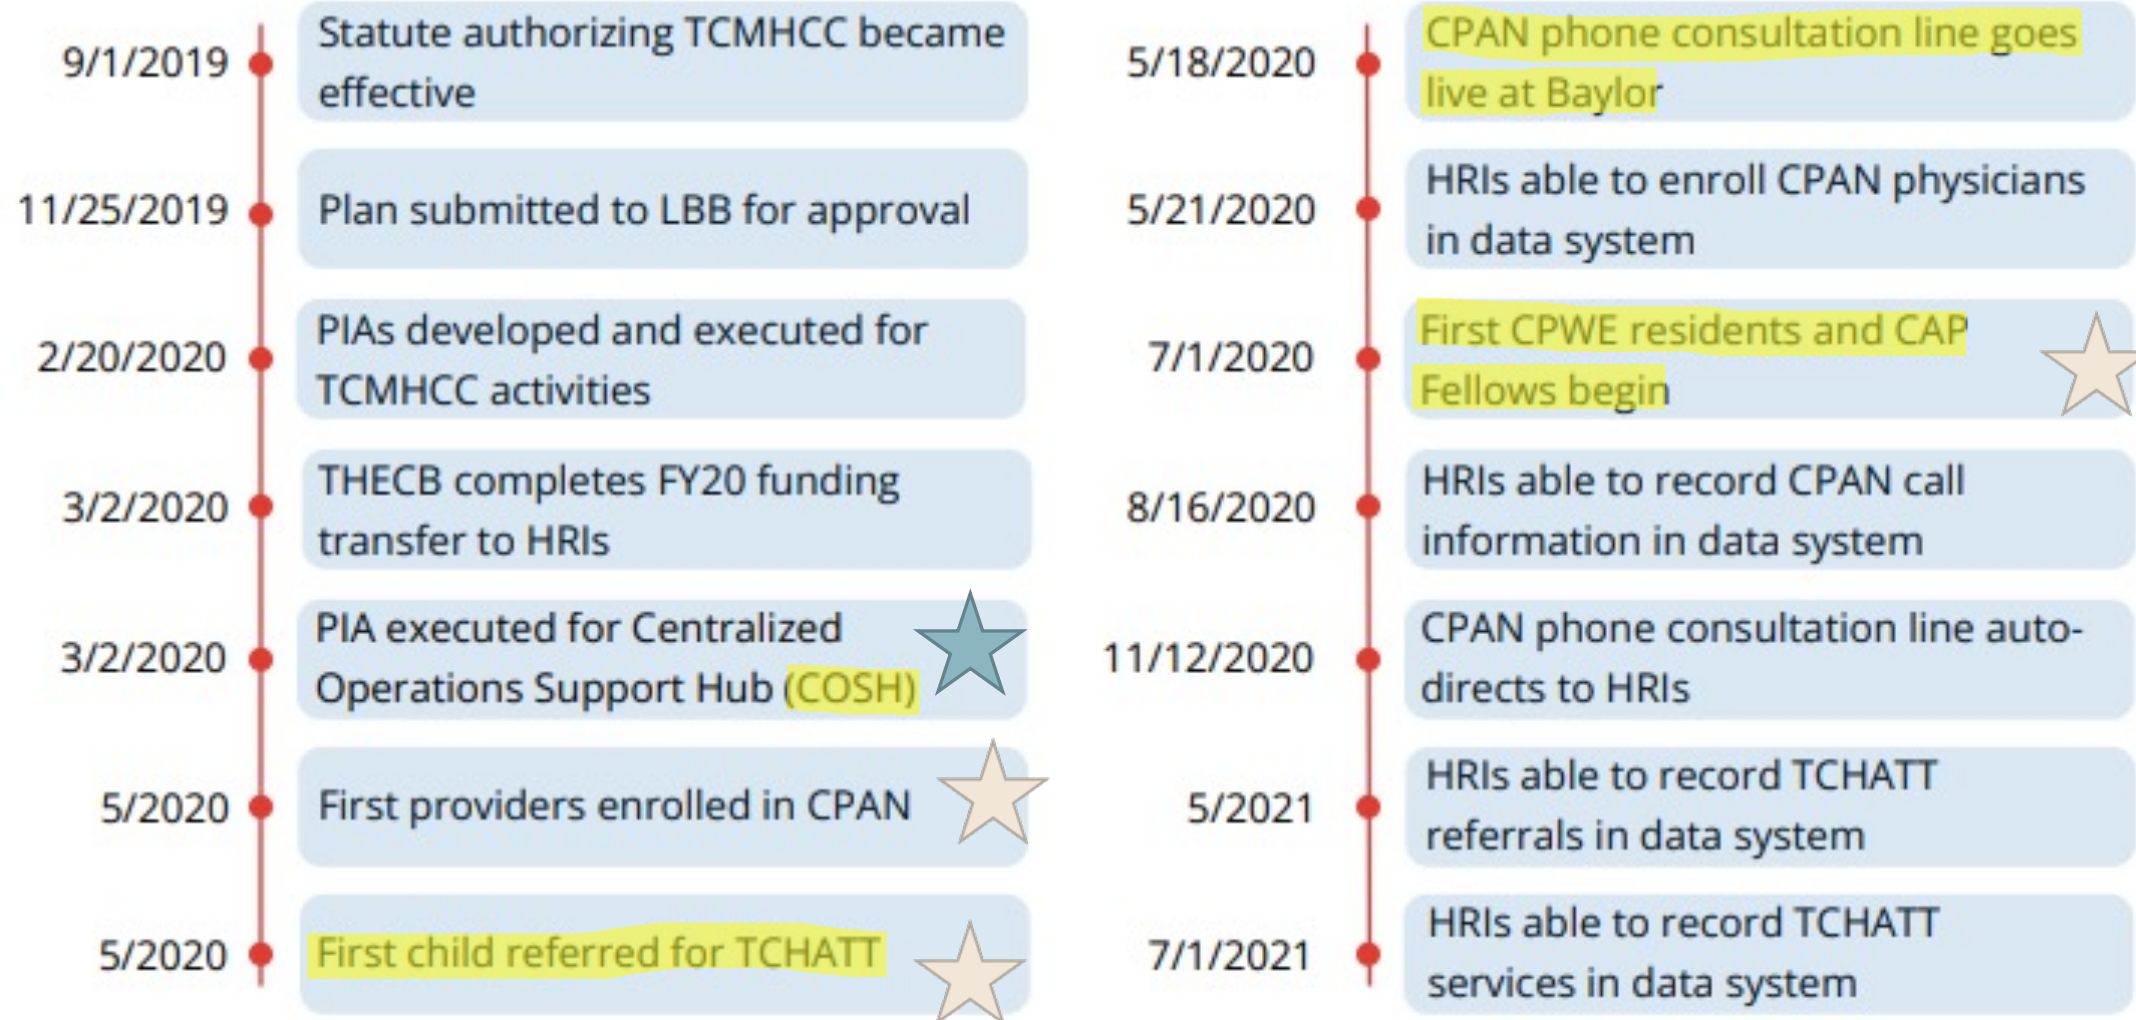 9/1/2019
Statute authorizing TCMHCC became
effective
11/25/2019
Plan submitted to LBB for approval
2/20/2020
PIAs developed and executed for
TCMHCC activities
3/2/2020
THECB completes FY20 funding
transfer to HRIs
3/2/2020
PIA executed for Centralized
Operations Support Hub (COSH)
5/2020
First providers enrolled in CPAN
5/2020
First child referred for TCHATT
5/18/2020
CPAN phone consultation line goes
live at Baylor
5/21/2020
HRIs able to enroll CPAN physicians
in data system
7/1/2020
First CPWE residents and CAP
Fellows begin
8/16/2020
HRIs able to record CPAN call
information in data system
11/12/2020
CPAN phone consultation line auto-
directs to HRIs
5/2021
HRIs able to record TCHATT
referrals in data system
7/1/2021
HRIs able to record TCHATT
services in data system